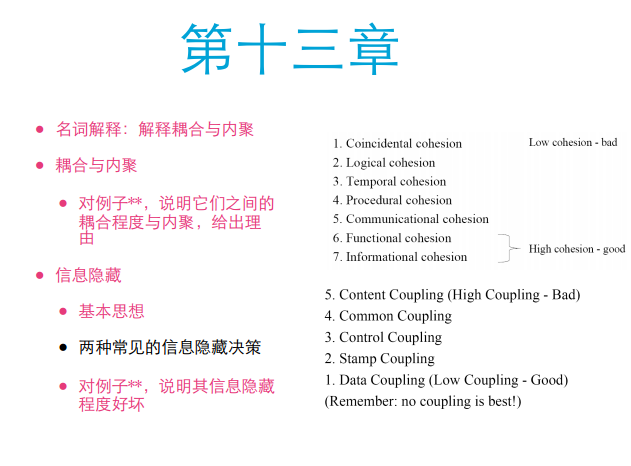 第十三章
名词解释：解释耦合与内聚
耦合与内聚
对例子**，说明它们之间的
耦合程度与内聚，给出理
由
信息隐藏
基本思想
两种常见的信息隐藏决策
对例子**，说明其信息隐藏
程度好坏
1. Coincidental cohesion Low cohesion - bad
2. Logical cohesion
3. Temporal cohesion
4. Procedural cohesion
5. Communicational cohesion
6. Functional cohesion
7. Informational cohesion
High cohesion - good
5. Content Coupling (High Coupling - Bad)
4. Common Coupling
3. Control Coupling
2. Stamp Coupling
1. Data Coupling (Low Coupling - Good)
(Remember: no coupling is best!)